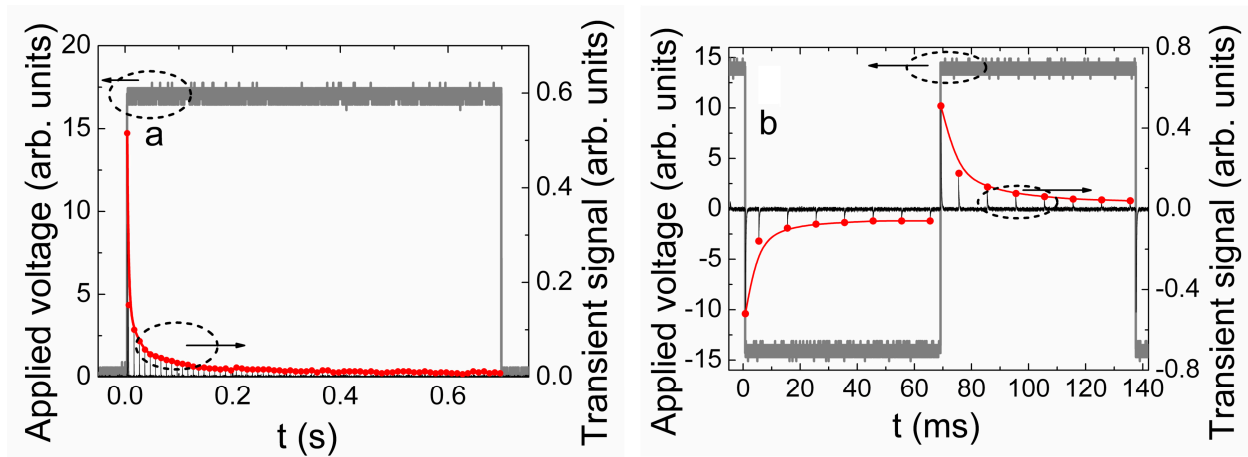 Applied voltage (arb. units)
20
15
10
5
0
a
0.6
0.4
0.2
0.0
Transient signal (arb. units)
0.0 0.2 0.4 0.6
t (s)
Applied voltage (arb. units)
15
10
5
0
-5
-10
-15
b
0.8
0.4
0.0
-0.4
-0.8
Transient signal (arb. units)
0 20 40 60 80 100 120 140
t (ms)